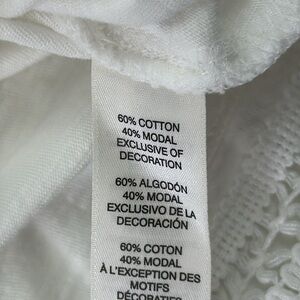 60% COTTON
40% MODAL
EXCLUSIVE OF
DECORATION
60% ALGODÓN
40% MODAL
EXCLUSIVO DE LA
DECORACIÓN
60% COTON
40% MODAL
À L'EXCEPTION DES
MOTIFS
DÉCORATIFS